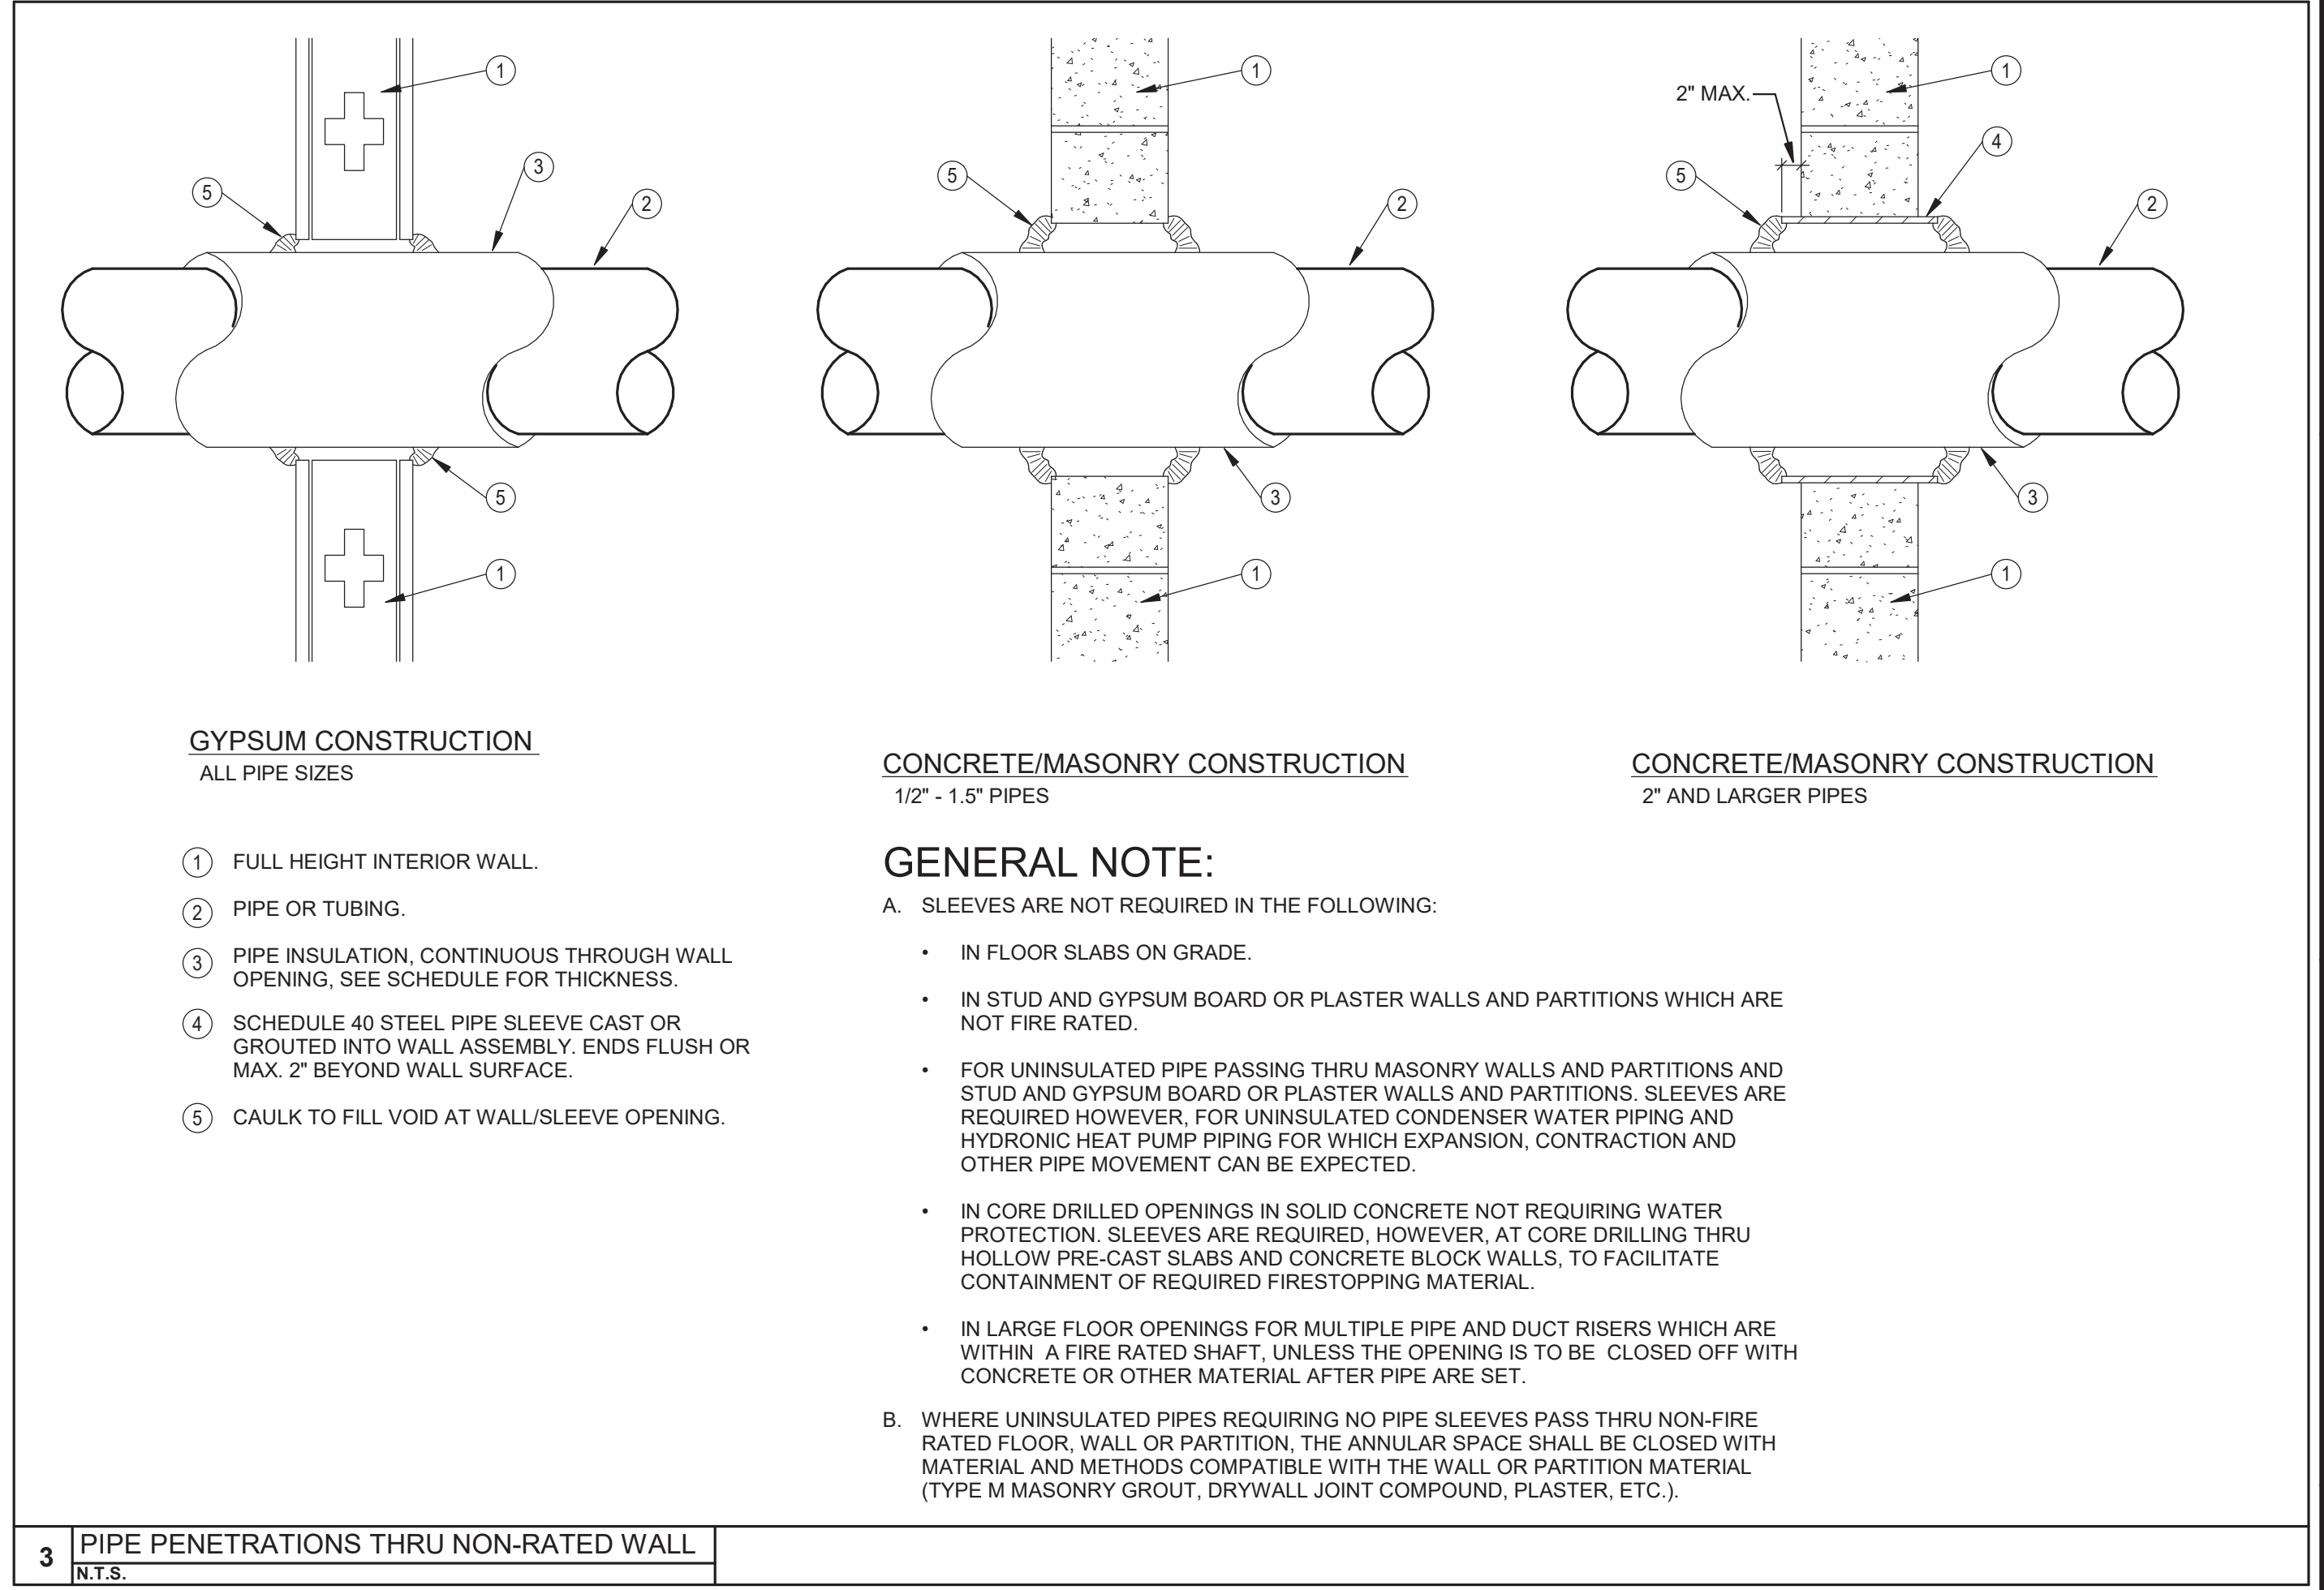 1
3
5
2
5
1
1
5
2
3
1
2" MAX.
1
4
5
2
3
1
GYPSUM CONSTRUCTION
ALL PIPE SIZES
CONCRETE/MASONRY CONSTRUCTION
1/2" - 1.5" PIPES
CONCRETE/MASONRY CONSTRUCTION
2" AND LARGER PIPES
1 FULL HEIGHT INTERIOR WALL.
2 PIPE OR TUBING.
3 PIPE INSULATION, CONTINUOUS THROUGH WALL
OPENING, SEE SCHEDULE FOR THICKNESS.
4 SCHEDULE 40 STEEL PIPE SLEEVE CAST OR
GROUTED INTO WALL ASSEMBLY. ENDS FLUSH OR
MAX. 2" BEYOND WALL SURFACE.
5 CAULK TO FILL VOID AT WALL/SLEEVE OPENING.
GENERAL NOTE:
A. SLEEVES ARE NOT REQUIRED IN THE FOLLOWING:
• IN FLOOR SLABS ON GRADE.
• IN STUD AND GYPSUM BOARD OR PLASTER WALLS AND PARTITIONS WHICH ARE
NOT FIRE RATED.
• FOR UNINSULATED PIPE PASSING THRU MASONRY WALLS AND PARTITIONS AND
STUD AND GYPSUM BOARD OR PLASTER WALLS AND PARTITIONS. SLEEVES ARE
REQUIRED HOWEVER, FOR UNINSULATED CONDENSER WATER PIPING AND
HYDRONIC HEAT PUMP PIPING FOR WHICH EXPANSION, CONTRACTION AND
OTHER PIPE MOVEMENT CAN BE EXPECTED.
• IN CORE DRILLED OPENINGS IN SOLID CONCRETE NOT REQUIRING WATER
PROTECTION. SLEEVES ARE REQUIRED, HOWEVER, AT CORE DRILLING THRU
HOLLOW PRE-CAST SLABS AND CONCRETE BLOCK WALLS, TO FACILITATE
CONTAINMENT OF REQUIRED FIRESTOPPING MATERIAL.
• IN LARGE FLOOR OPENINGS FOR MULTIPLE PIPE AND DUCT RISERS WHICH ARE
WITHIN A FIRE RATED SHAFT, UNLESS THE OPENING IS TO BE CLOSED OFF WITH
CONCRETE OR OTHER MATERIAL AFTER PIPE ARE SET.
B. WHERE UNINSULATED PIPES REQUIRING NO PIPE SLEEVES PASS THRU NON-FIRE
RATED FLOOR, WALL OR PARTITION, THE ANNULAR SPACE SHALL BE CLOSED WITH
MATERIAL AND METHODS COMPATIBLE WITH THE WALL OR PARTITION MATERIAL
(TYPE M MASONRY GROUT, DRYWALL JOINT COMPOUND, PLASTER, ETC.).
3 PIPE PENETRATIONS THRU NON-RATED WALL
N.T.S.